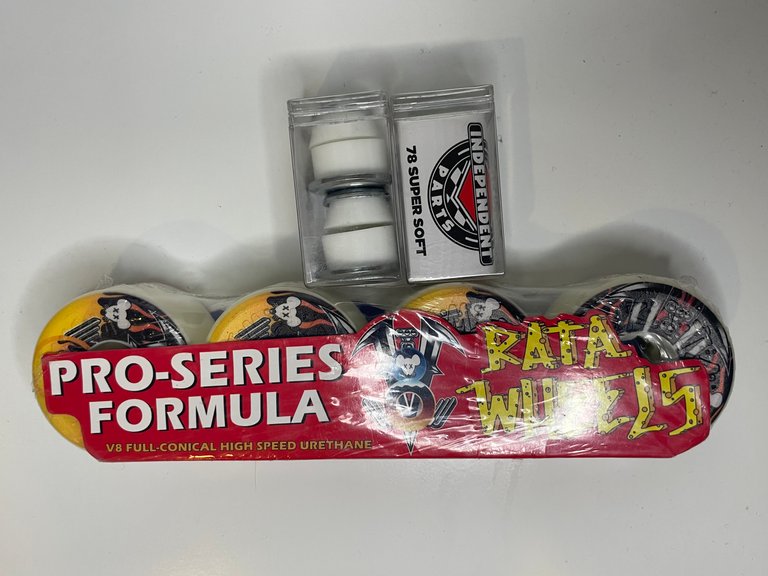 INDEPENDENT
PARTS
78 SUPER SOFT
PRO-SERIES
FORMULA
V8 FULL-CONICAL HIGH SPEED URETHANE
RATA
WHEELS